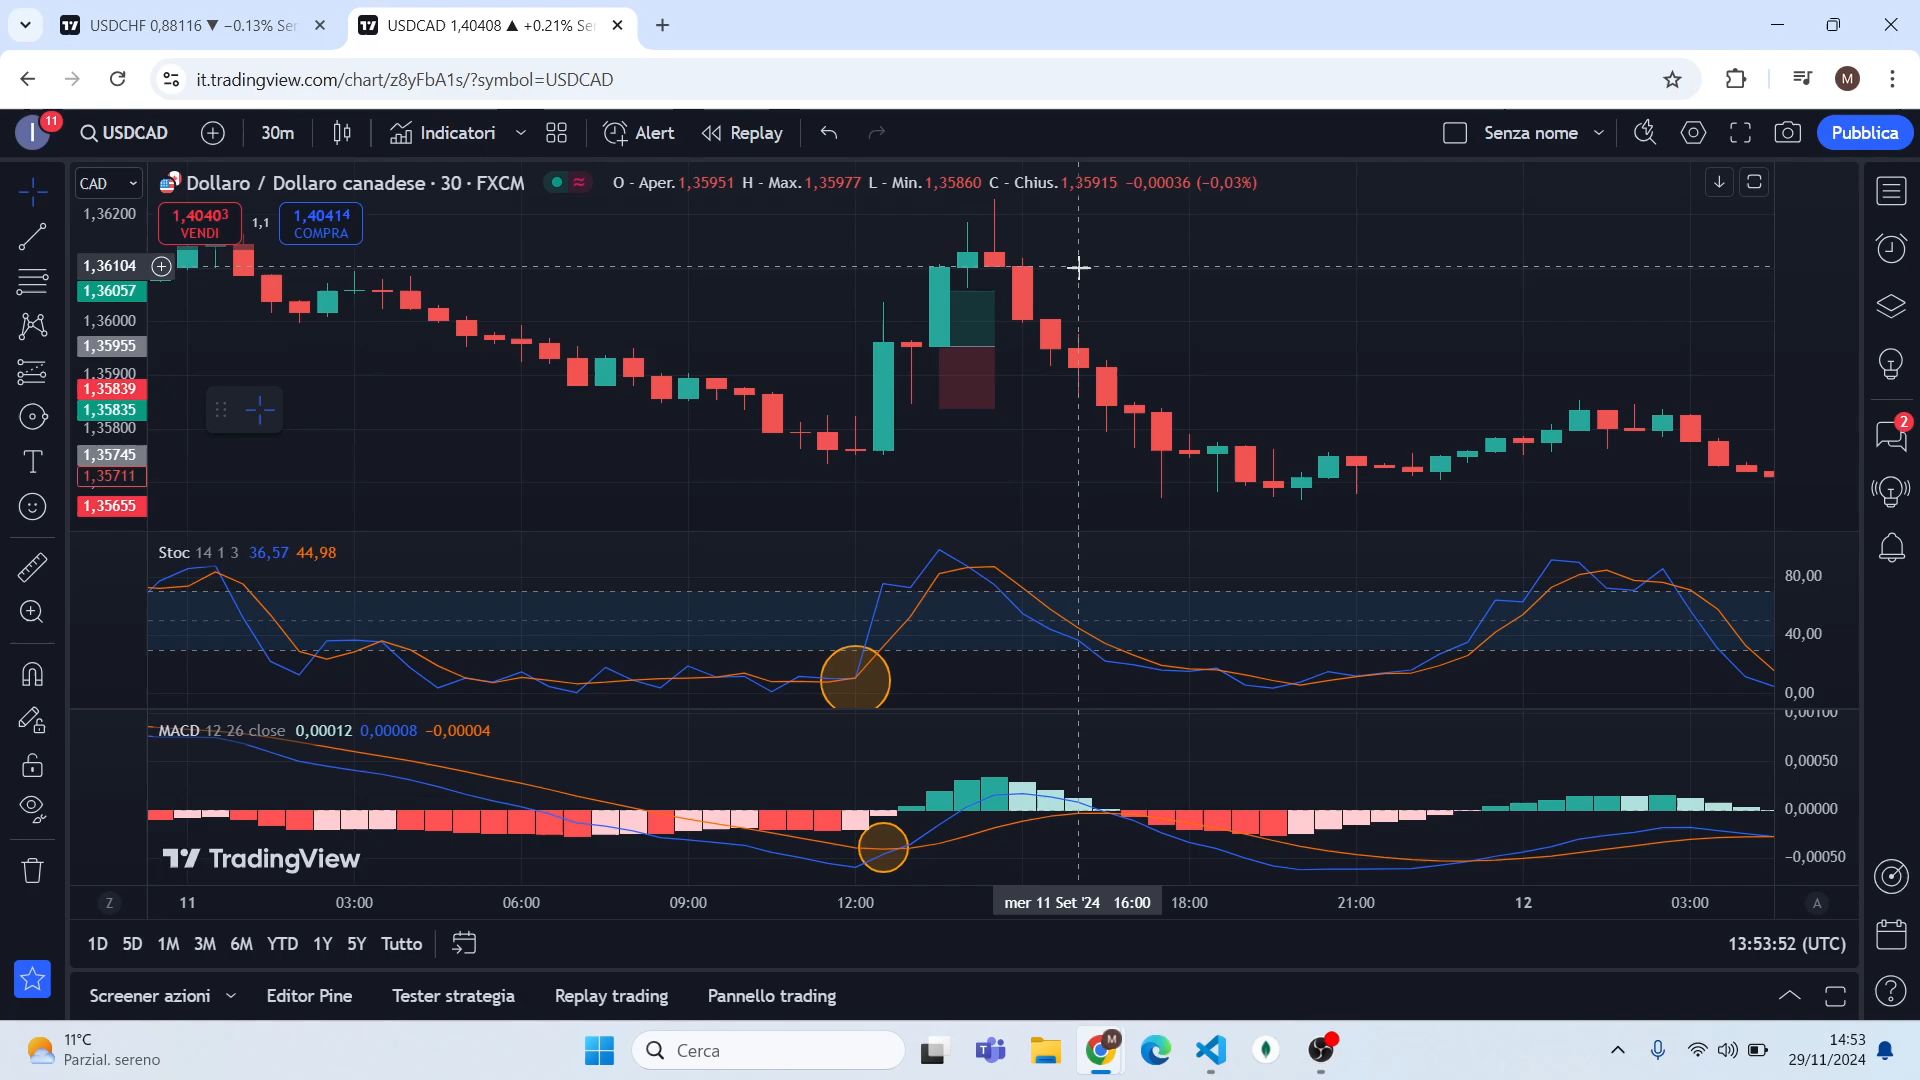 USDCHF 0,88116 ▼ −0.13% Ser
USDCAD 1,40408 ▲ +0.21% Se
it.tradingview.com/chart/z8yFbA1s/?symbol=USDCAD
M
I
11
USDCAD
30m
Indicatori
Alert
Replay
Senza nome
Pubblica
CAD
Dollaro / Dollaro canadese · 30 · FXCM
O - Aper. 1,35951 H - Max. 1,35977 L - Min. 1,35860 C - Chius. 1,35915 −0,00036 (−0,03%)
1,40403
VENDI
1,1
1,40414
COMPRA
1,36200
1,36104
1,36057
1,36000
1,35955
1,35900
1,35839
1,35835
1,35800
1,35745
1,35711
1,35655
2
Stoc 14 1 3 36,57 44,98
80,00
40,00
0,00
MACD 12 26 close 0,00012 0,00008 −0,00004
0,00100
0,00050
0,00000
−0,00050
TradingView
Z
11
03:00
06:00
09:00
12:00
mer 11 Set '24 16:00
18:00
21:00
12
03:00
A
1D 5D 1M 3M 6M YTD 1Y 5Y Tutto
13:53:52 (UTC)
Screener azioni
Editor Pine
Tester strategia
Replay trading
Pannello trading
11°C
Parzial. sereno
Cerca
M
14:53
29/11/2024